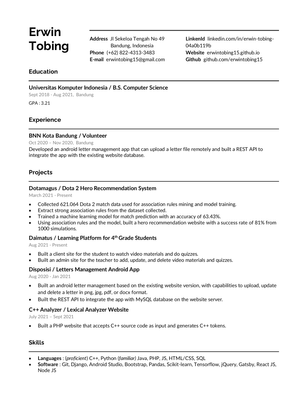 Erwin
Tobing
Address Jl Sekeloa Tengah No 49
Bandung, Indonesia
Phone (+62) 822-4313-3483
E-mail erwintobing15@gmail.com
LinkenId linkedin.com/in/erwin-tobing-
04a0b119b
Website erwintobing15.github.io
Github github.com/erwintobing15
Education
Universitas Komputer Indonesia / B.S. Computer Science
Sept 2016 - Aug 2021, Bandung
GPA : 3.21
Experience
BNN Kota Bandung / Volunteer
Oct 2020 – Nov 2020, Bandung
Developed an android letter management app that can upload a letter file remotely and built a REST API to
integrate the app with the existing website database.
Projects
Dotamagus / Dota 2 Hero Recommendation System
March 2021 - Present
• Collected 621.064 Dota 2 match data used for association rules mining and model training.
• Extract strong association rules from the dataset collected.
• Trained a machine learning model for match prediction with an accuracy of 63.43%.
• Using association rules and the model, built a hero recommendation website with a success rate of 81% from
1000 simulations.
Dalmatus / Learning Platform for 4th Grade Students
Aug 2021 - Present
• Built a client site for the student to watch video materials and do quizzes.
• Built an admin site for the teacher to add, update, and delete video materials and quizzes.
Disposisi / Letters Management Android App
Aug 2020 - Jan 2021
• Built an android letter management based on the existing website version, with capabilities to upload, update
and delete a letter in png, jpg, pdf, or docx format.
• Built the REST API to integrate the app with MySQL database on the website server.
C++ Analyzer / Lexical Analyzer Website
July 2021 – Sept 2021
• Built a PHP website that accepts C++ source code as input and generates C++ tokens.
Skills
• Languages : (proficient) C++, Python (familiar) Java, PHP, JS, HTML/CSS, SQL
• Software : Git, Django, Android Studio, Bootstrap, Pandas, Scikit-learn, Tensorflow, jQuery, Gatsby, React JS,
Node JS